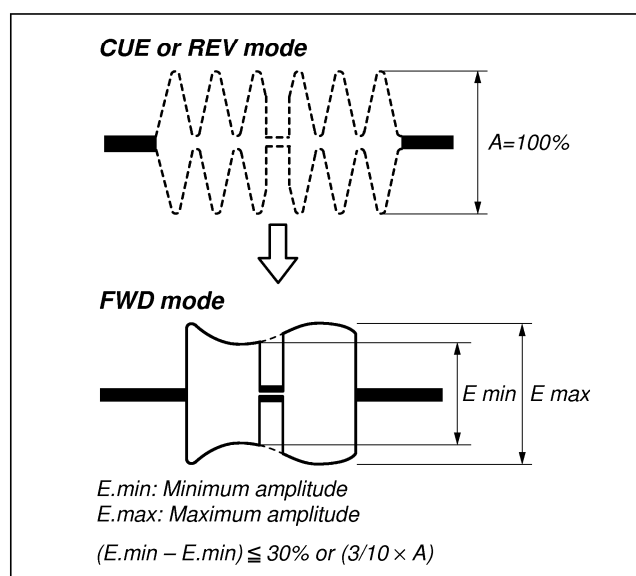 CUE or REV mode
A=100%
FWD mode
E min
E max
E.min: Minimum amplitude
E.max: Maximum amplitude
(E.min – E.min) ≦ 30% or (3/10 × A)